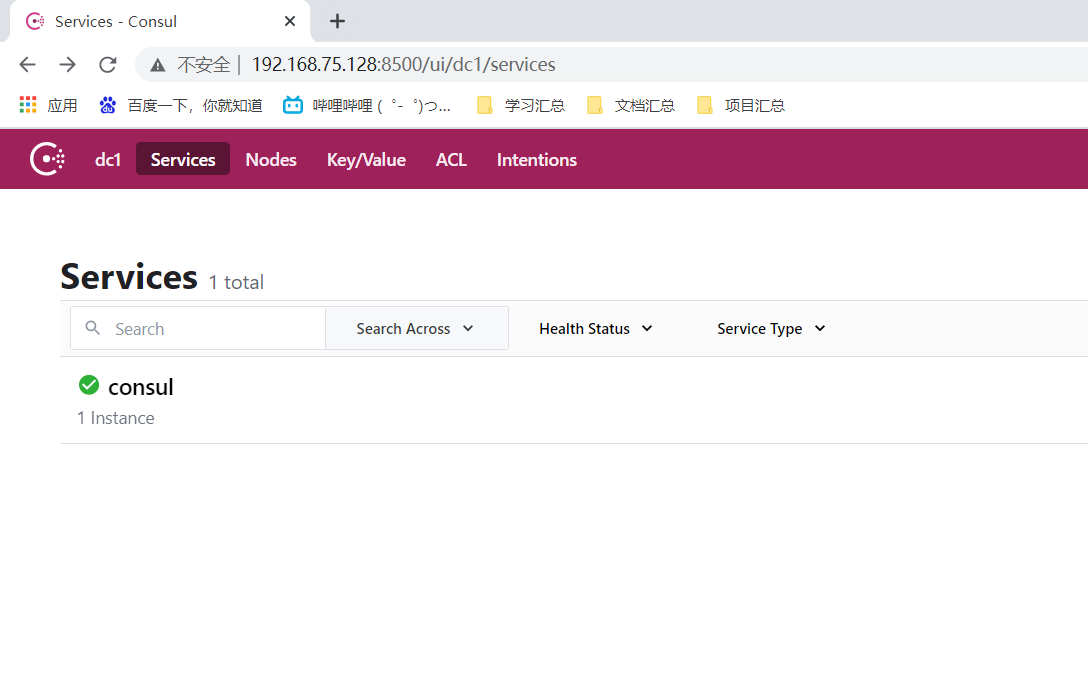 Services - Consul
不安全 | 192.168.75.128:8500/ui/dc1/services
应用 百度一下，你就知道 哔哩哔哩 ( ゜- ゜)つ... 学习汇总 文档汇总 项目汇总
dc1 Services Nodes Key/Value ACL Intentions
Services 1 total
Search Search Across Health Status Service Type
consul
1 Instance